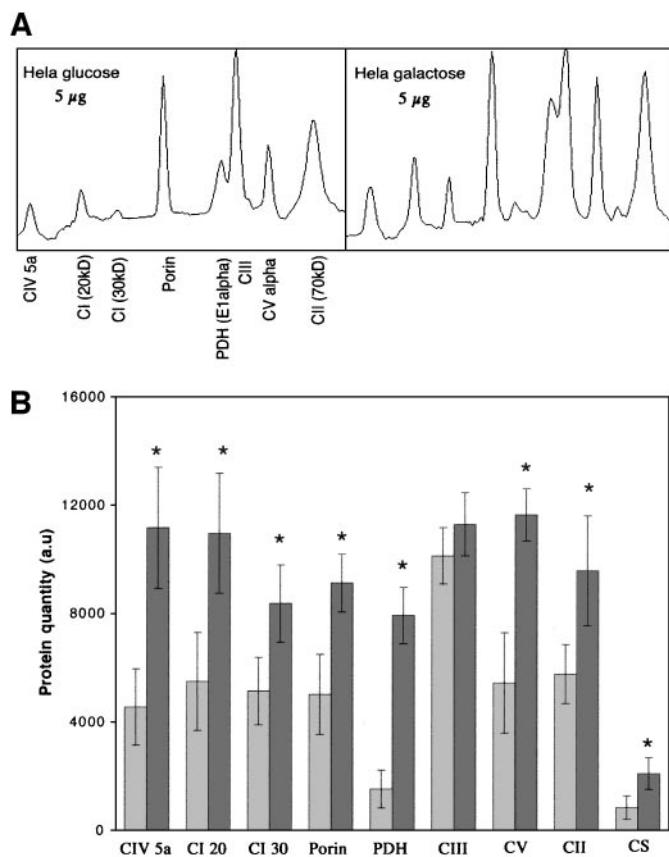 A
Hela glucose
5 µg
Hela galactose
5 µg
CIV 5a
CI (20kD)
CI (30kD)
Porin
PDH (E1alpha)
CIII
CV alpha
CII (70kD)
B
Protein quantity (a.u)
16000
12000
8000
4000
0
* * * * * * * *
CIV 5a CI 20 CI 30 Porin PDH CIII CV CII CS